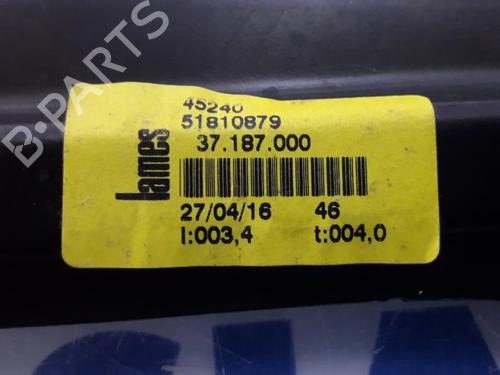 B-PARTS
45240
51810879
37.187.000
lames
27/04/16 46
I:003,4 t:004,0